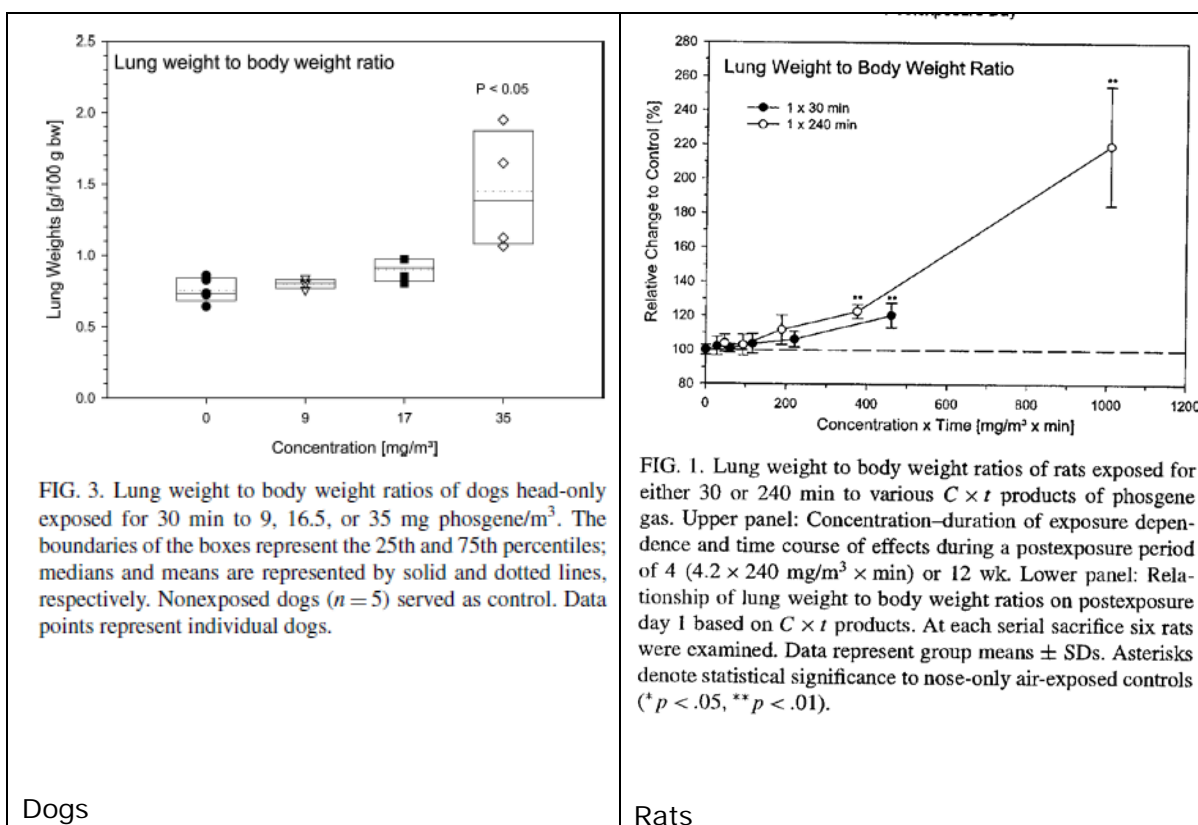 2.5
2.0
1.5
1.0
0.5
0.0
Lung weight to body weight ratio
P < 0.05
Lung Weights [g/100 g bw]
0
9
17
35
Concentration [mg/m³]
FIG. 3. Lung weight to body weight ratios of dogs head-only
exposed for 30 min to 9, 16.5, or 35 mg phosgene/m³. The
boundaries of the boxes represent the 25th and 75th percentiles;
medians and means are represented by solid and dotted lines,
respectively. Nonexposed dogs (n = 5) served as control. Data
points represent individual dogs.
Dogs
280
260
240
220
200
180
160
140
120
100
80
Lung Weight to Body Weight Ratio
1 x 30 min
1 x 240 min
**
**
**
Relative Change to Control [%]
0
200
400
600
800
1000
1200
Concentration x Time [mg/m³ x min]
FIG. 1. Lung weight to body weight ratios of rats exposed for
either 30 or 240 min to various C × t products of phosgene
gas. Upper panel: Concentration–duration of exposure depen-
dence and time course of effects during a postexposure period
of 4 (4.2 × 240 mg/m³ × min) or 12 wk. Lower panel: Rela-
tionship of lung weight to body weight ratios on postexposure
day 1 based on C × t products. At each serial sacrifice six rats
were examined. Data represent group means ± SDs. Asterisks
denote statistical significance to nose-only air-exposed controls
(*p < .05, **p < .01).
Rats